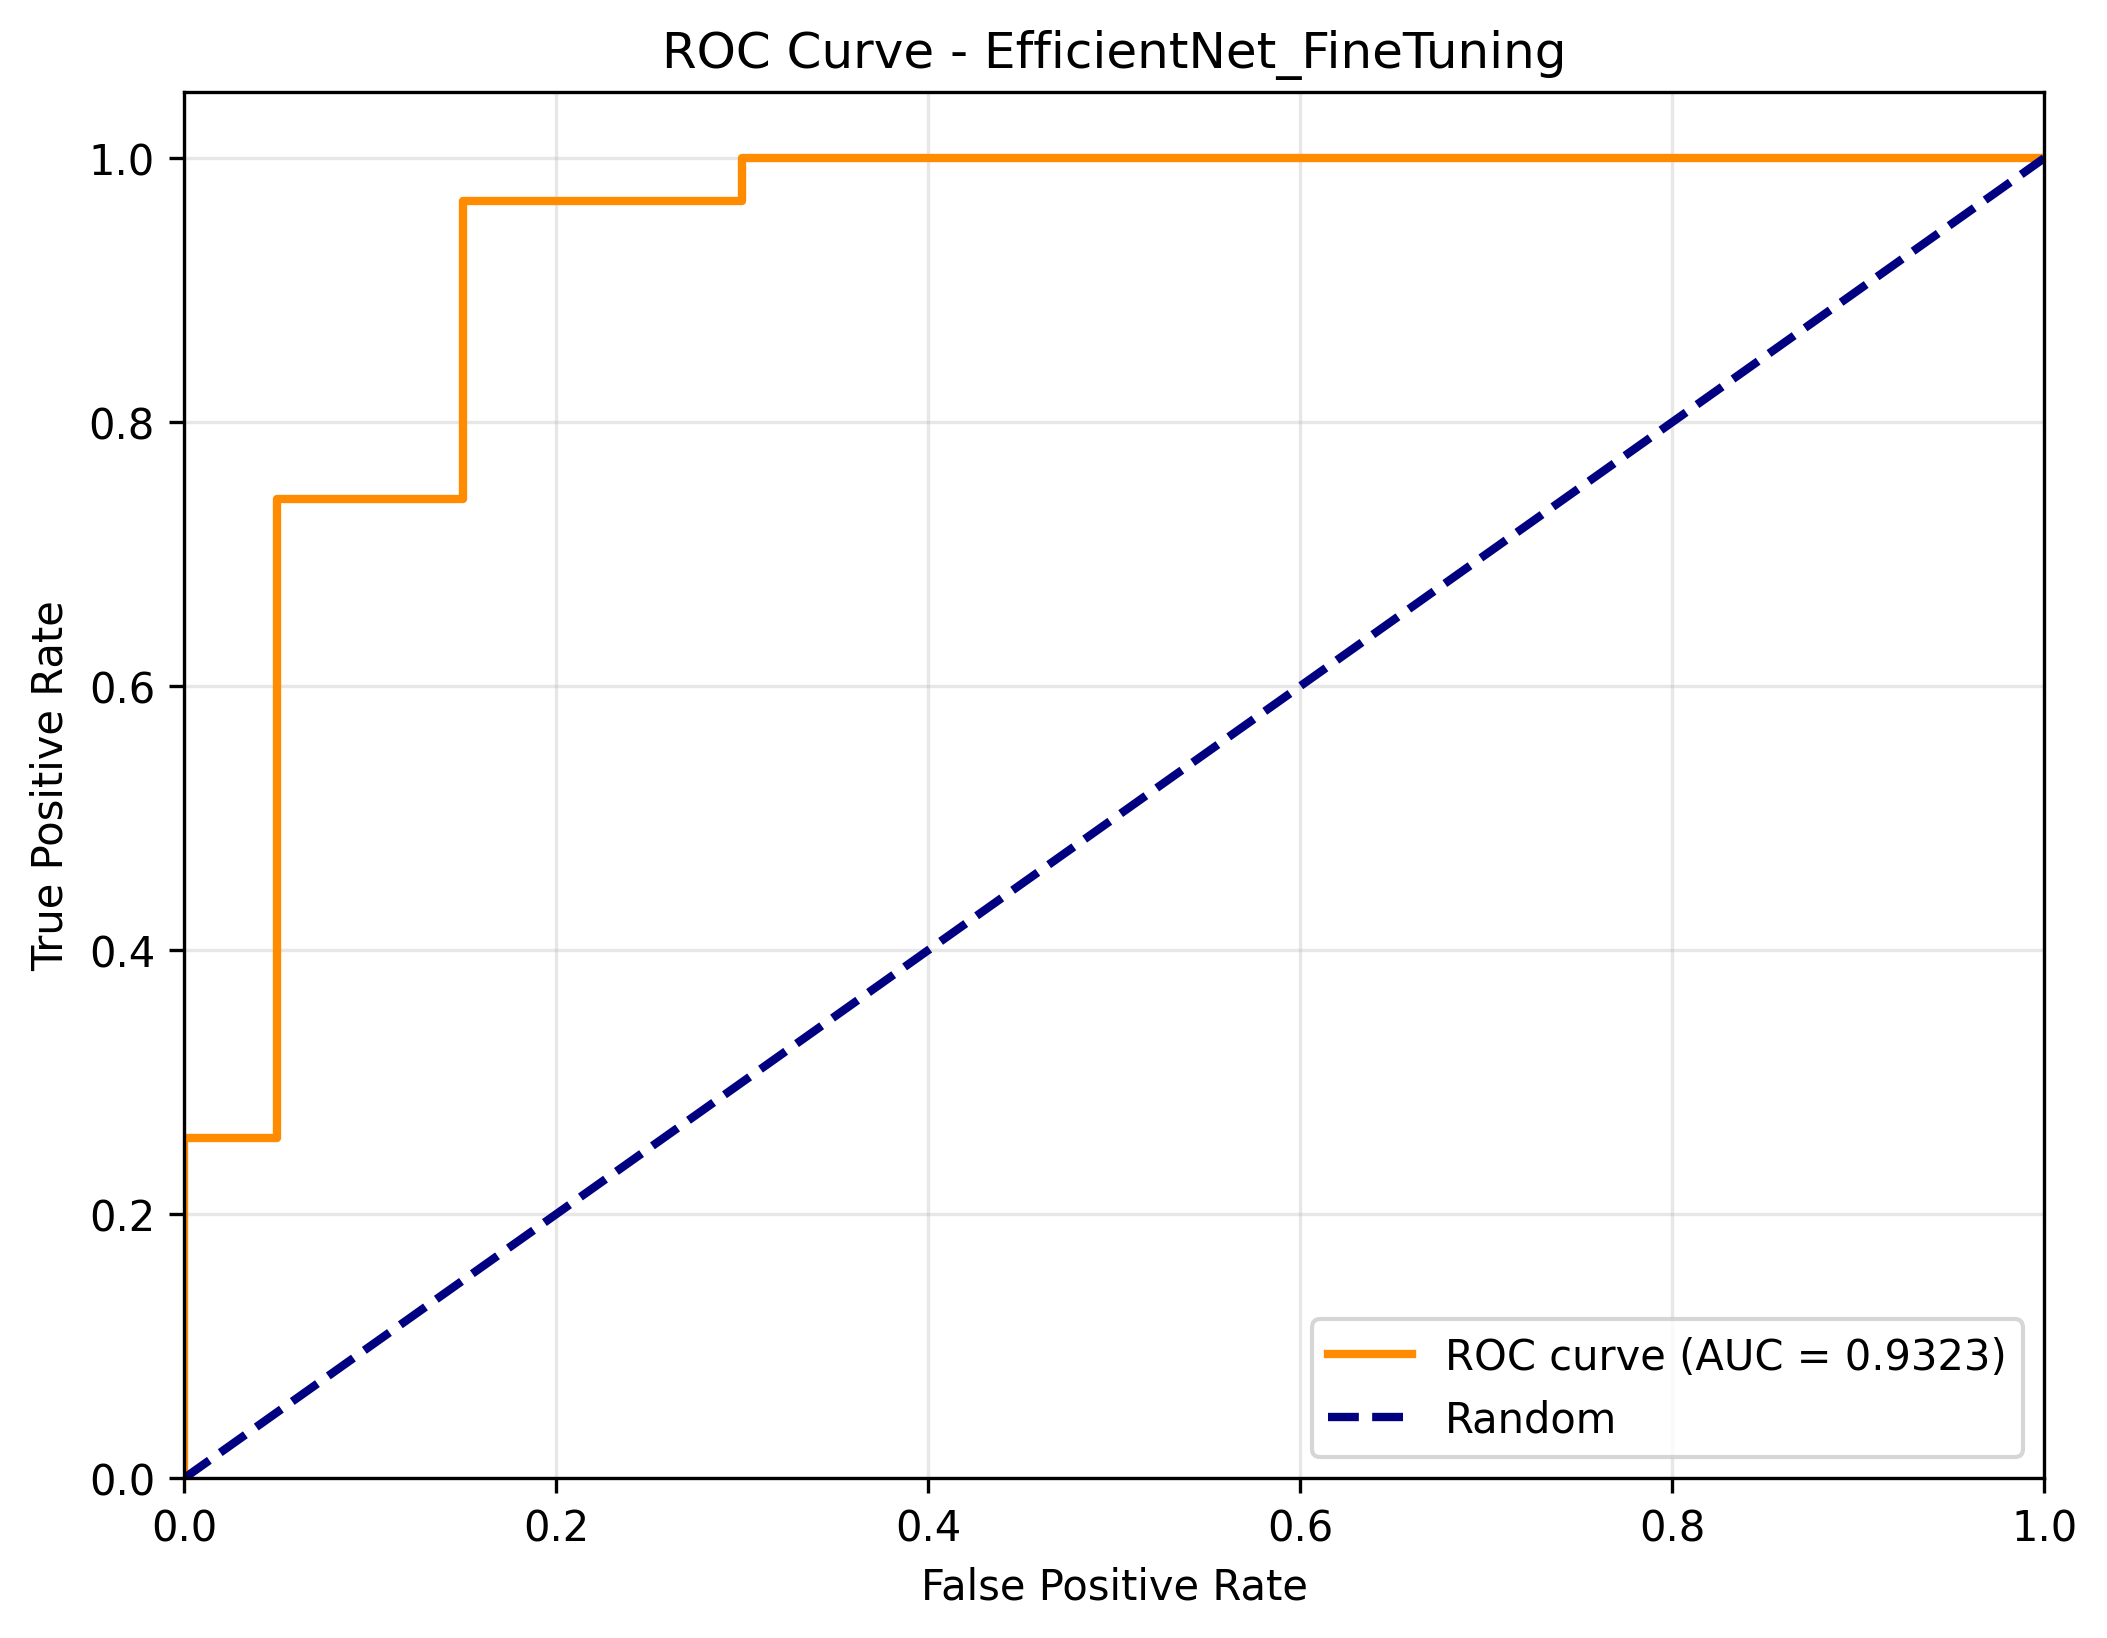 ROC Curve - EfficientNet_FineTuning
1.0
0.8
0.6
0.4
0.2
0.0
True Positive Rate
0.0 0.2 0.4 0.6 0.8 1.0
False Positive Rate
ROC curve (AUC = 0.9323)
Random